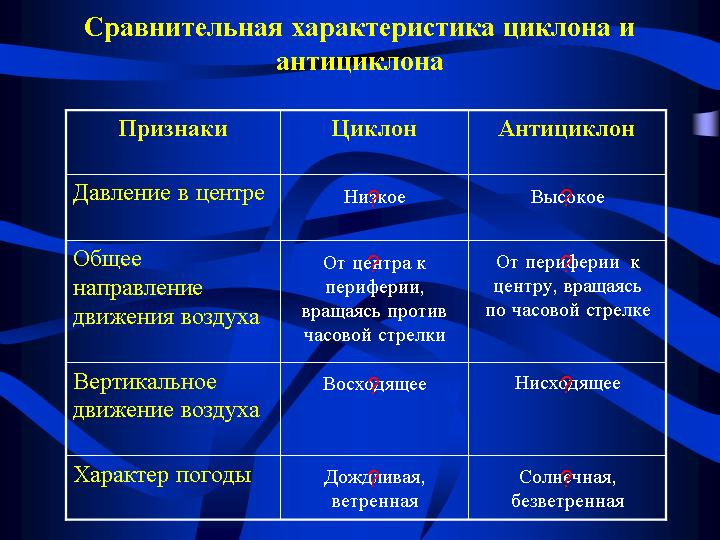 Сравнительная характеристика циклона и
антициклона
Признаки
Циклон
Антициклон
Давление в центре
Низкое
?
Высокое
?
Общее
направление
движения воздуха
От центра к
периферии,
вращаясь против
часовой стрелки
?
От периферии к
центру, вращаясь
по часовой стрелке
?
Вертикальное
движение воздуха
Восходящее
?
Нисходящее
?
Характер погоды
Дождливая,
ветренная
?
Солнечная,
безветренная
?